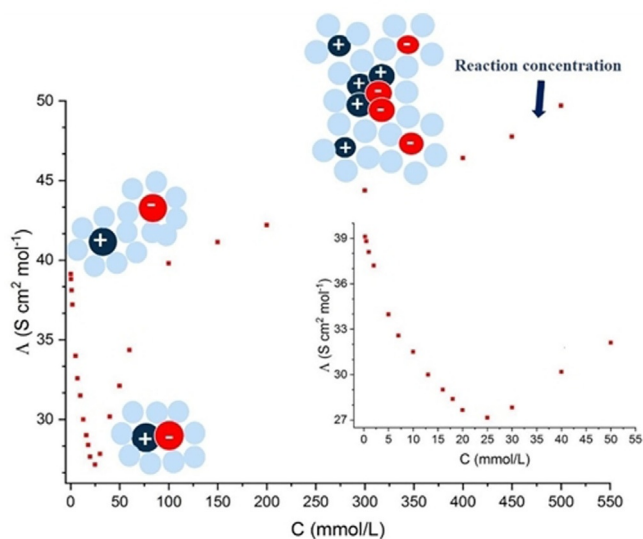 Reaction concentration
50
45
40
35
30
Λ (S cm² mol⁻¹)
0 50 100 150 200 250 300 350 400 450 500 550
C (mmol/L)
39
36
33
30
27
Λ (S cm² mol⁻¹)
0 5 10 15 20 25 30 35 40 45 50 55
C (mmol/L)
+ -
+
+
+ -
+ -
+ -
+ -
+ -